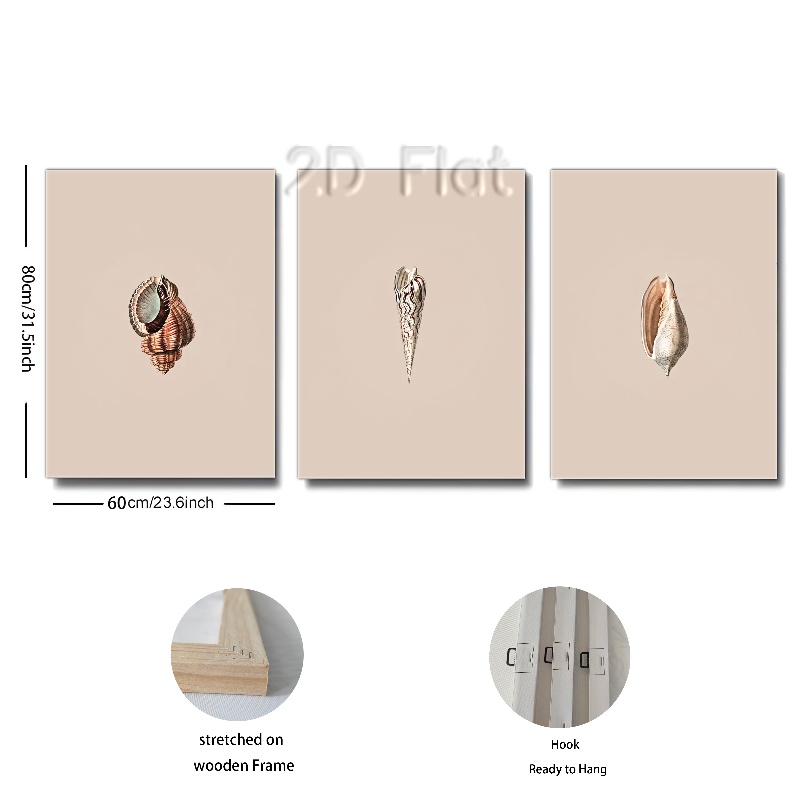 2D Flat
80cm/31.5inch
60cm/23.6inch
stretched on
wooden Frame
Hook
Ready to Hang